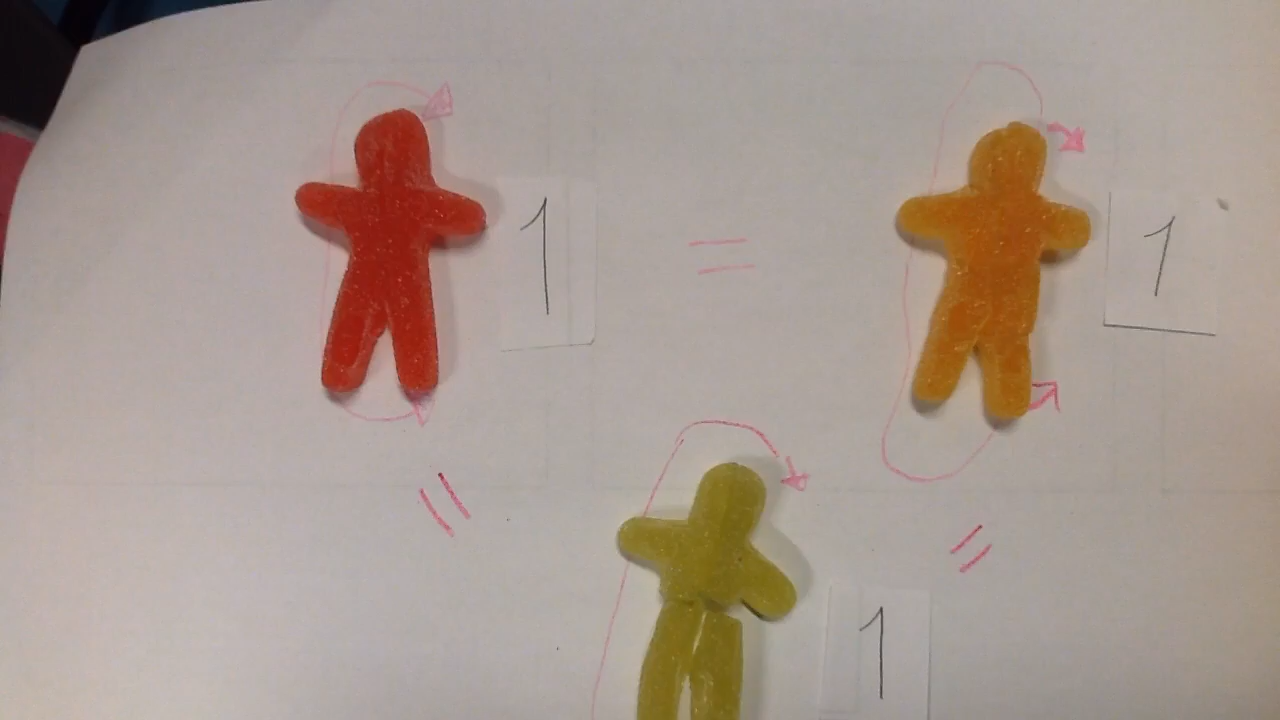 1 = 1
= =
1